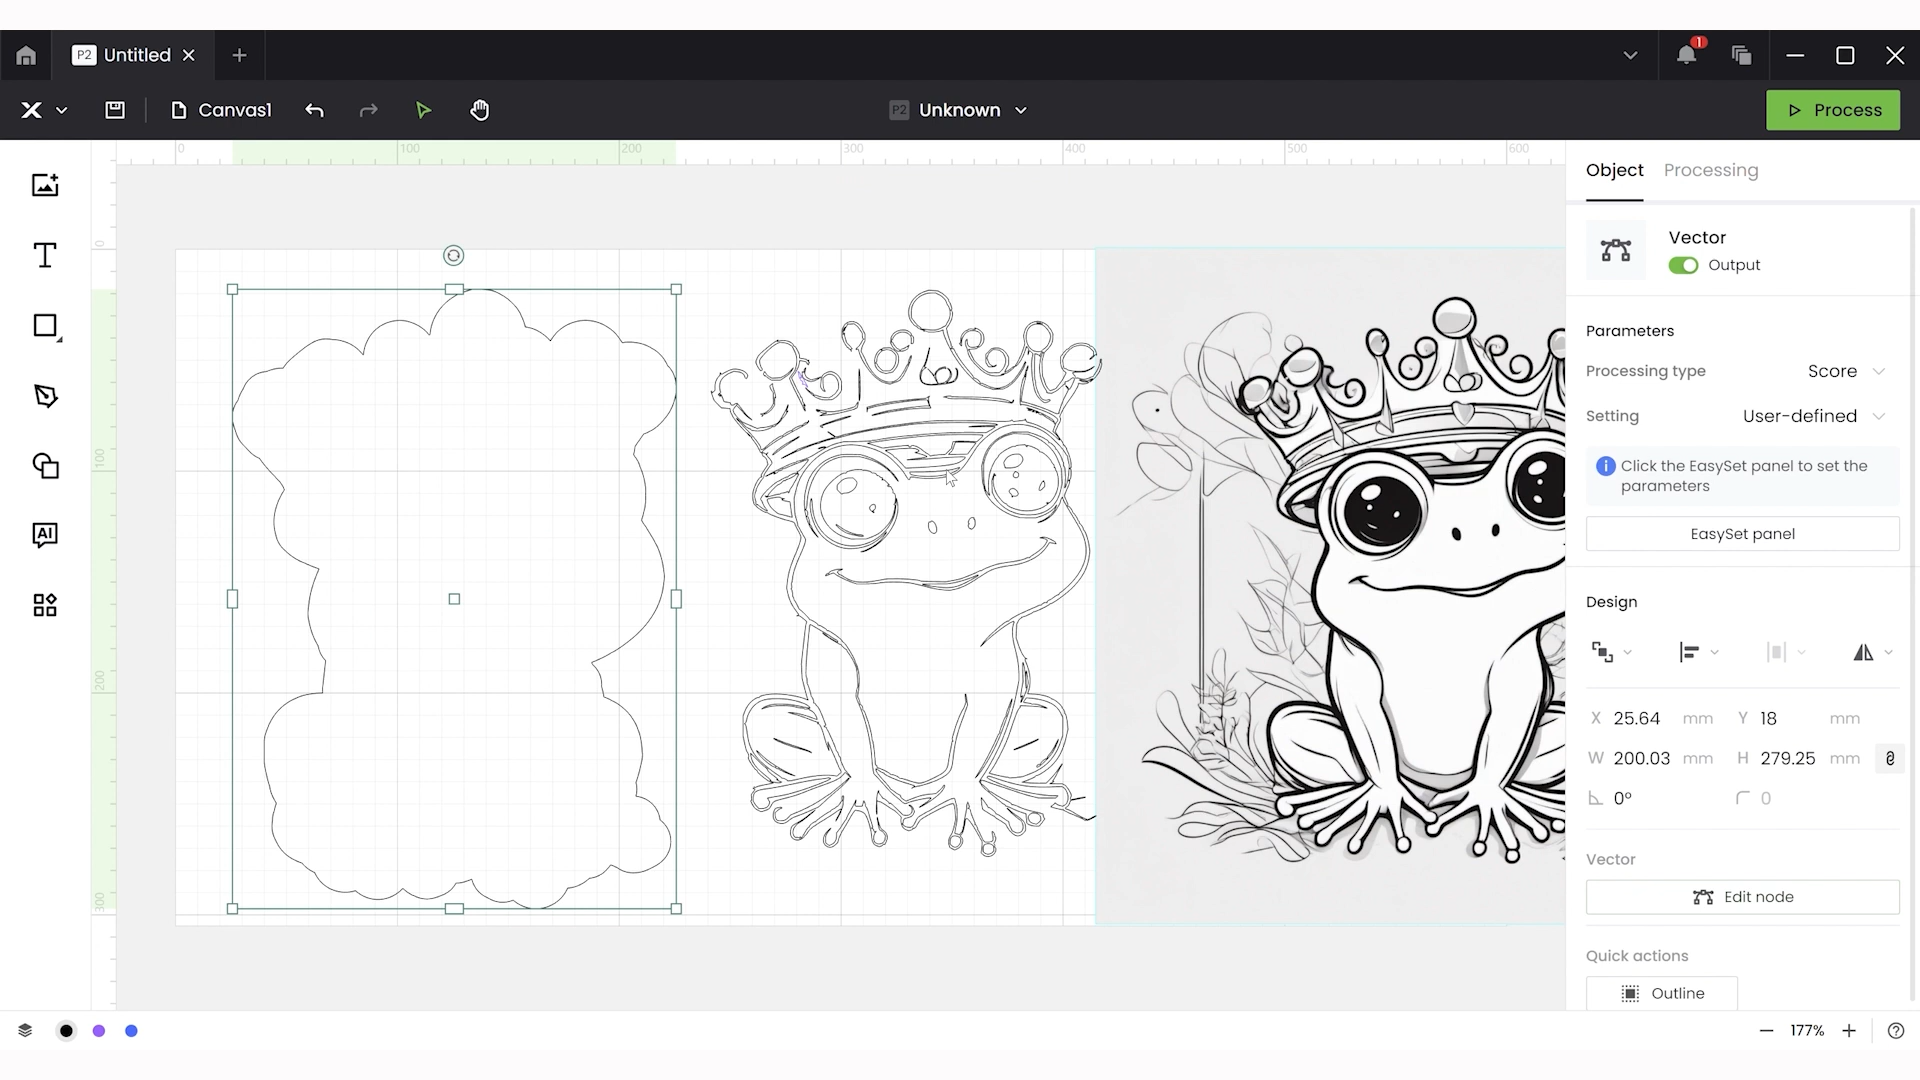 P2 Untitled
1
Canvas1
P2 Unknown
Process
0 100 200 300 400 500 600
0
100
200
300
AI
Object Processing
Vector
Output
Parameters
Processing type Score
Setting User-defined
Click the EasySet panel to set the
parameters
EasySet panel
Design
X 25.64 mm Y 18 mm
W 200.03 mm H 279.25 mm
0° 0
Vector
Edit node
Quick actions
Outline
177%